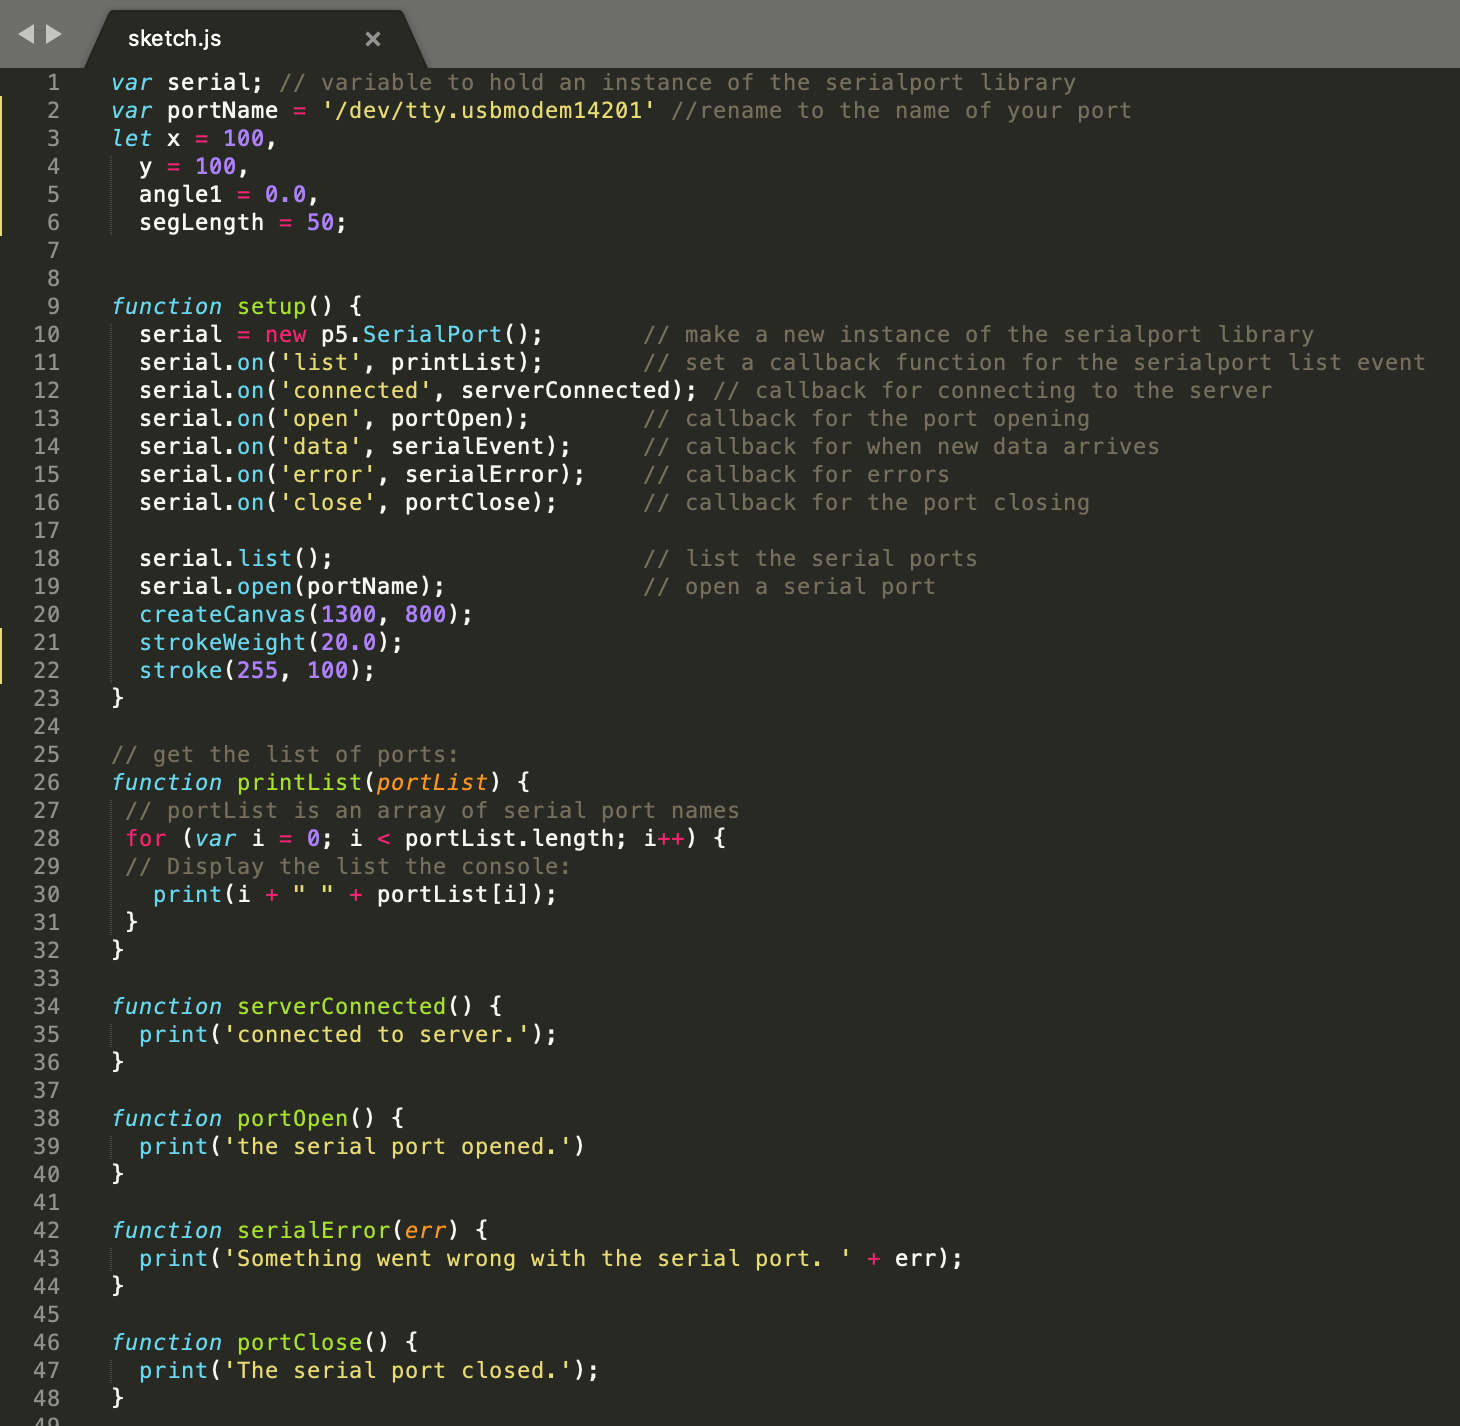 sketch.js
1 var serial; // variable to hold an instance of the serialport library
2 var portName = '/dev/tty.usbmodem14201' //rename to the name of your port
3 let x = 100,
4   y = 100,
5   angle1 = 0.0,
6   segLength = 50;
7
8
9 function setup() {
10   serial = new p5.SerialPort();       // make a new instance of the serialport library
11   serial.on('list', printList);       // set a callback function for the serialport list event
12   serial.on('connected', serverConnected); // callback for connecting to the server
13   serial.on('open', portOpen);        // callback for the port opening
14   serial.on('data', serialEvent);     // callback for when new data arrives
15   serial.on('error', serialError);    // callback for errors
16   serial.on('close', portClose);      // callback for the port closing
17
18   serial.list();                      // list the serial ports
19   serial.open(portName);              // open a serial port
20   createCanvas(1300, 800);
21   strokeWeight(20.0);
22   stroke(255, 100);
23 }
24
25 // get the list of ports:
26 function printList(portList) {
27  // portList is an array of serial port names
28  for (var i = 0; i < portList.length; i++) {
29  // Display the list the console:
30    print(i + " " + portList[i]);
31  }
32 }
33
34 function serverConnected() {
35   print('connected to server.');
36 }
37
38 function portOpen() {
39   print('the serial port opened.')
40 }
41
42 function serialError(err) {
43   print('Something went wrong with the serial port. ' + err);
44 }
45
46 function portClose() {
47   print('The serial port closed.');
48 }
49